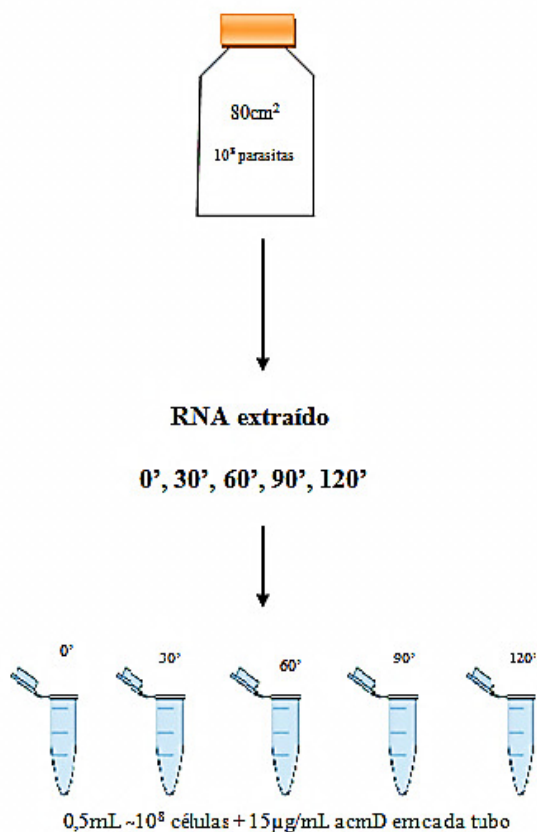 80cm²
10⁸ parasitas
RNA extraído
0’, 30’, 60’, 90’, 120’
0’ 30’ 60’ 90’ 120’
0,5mL ~10⁸ células + 15µg/mL acmD em cada tubo